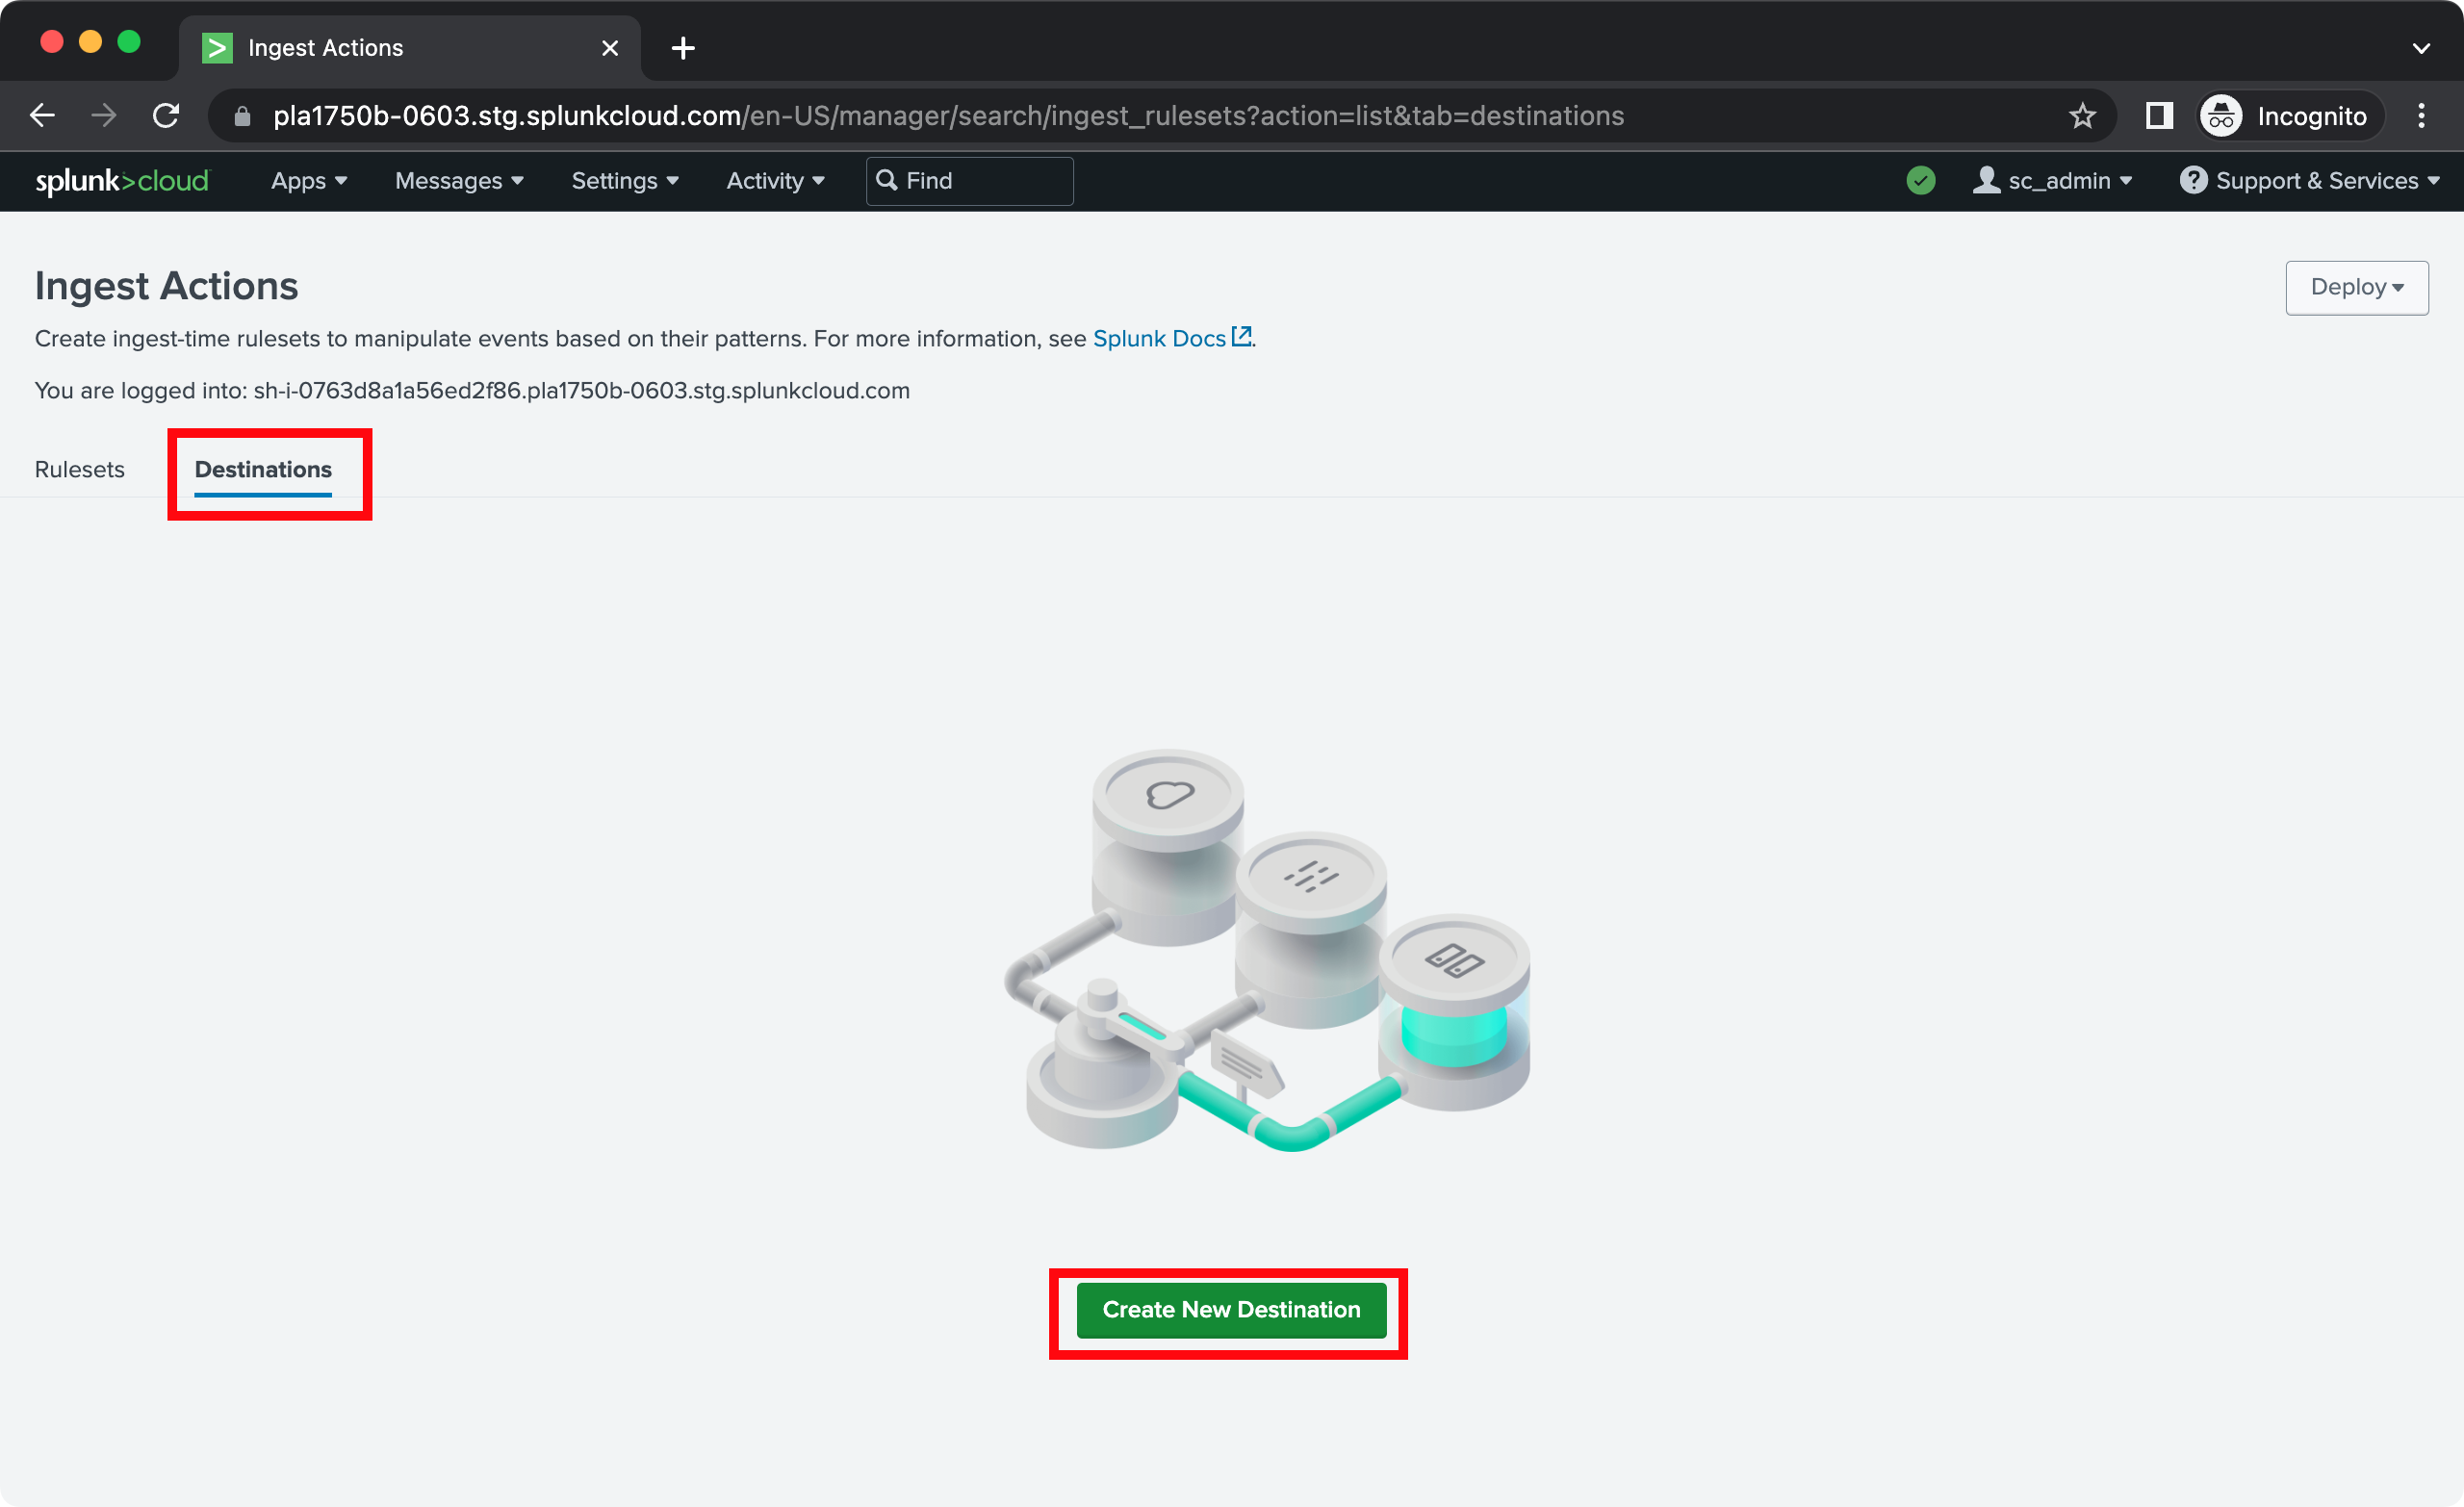 Ingest Actions
pla1750b-0603.stg.splunkcloud.com/en-US/manager/search/ingest_rulesets?action=list&tab=destinations
Incognito
splunk>cloud
Apps
Messages
Settings
Activity
Find
sc_admin
? Support & Services
Ingest Actions
Deploy
Create ingest-time rulesets to manipulate events based on their patterns. For more information, see Splunk Docs.
You are logged into: sh-i-0763d8a1a56ed2f86.pla1750b-0603.stg.splunkcloud.com
Rulesets
Destinations
Create New Destination